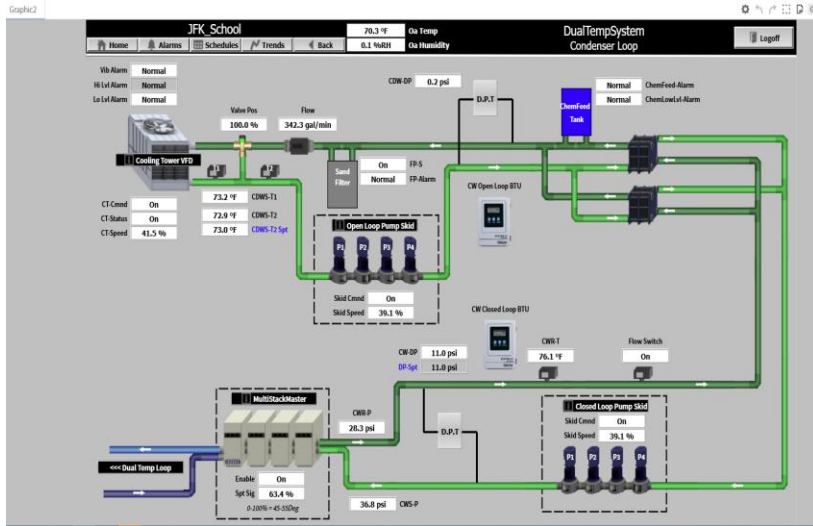 Graphic2
JFK_School
70.3 ºF Oa Temp
DualTempSystem
Home Alarms Schedules Trends Back
0.1 %RH Oa Humidity
Condenser Loop
Logoff
Vib Alarm Normal
Hi Lvl Alarm Normal
Lo Lvl Alarm Normal
CDW-DP 0.2 psi
D.P.T
ChemFeed Tank
Normal ChemFeed-Alarm
Normal ChemLowLvl-Alarm
Valve Pos
100.0 %
Flow
342.3 gal/min
Cooling Tower VFD
T1
T2
Sand Filter
On FP-S
Normal FP-Alarm
CT-Cmnd On
CT-Status On
CT-Speed 41.5 %
73.2 ºF CDWS-T1
72.9 ºF CDWS-T2
73.0 ºF CDWS-T2 Spt
CW Open Loop BTU
Open Loop Pump Skid
P1 P2 P3 P4
Skid Cmnd On
Skid Speed 39.1 %
CW Closed Loop BTU
CW-DP 11.0 psi
DP-Spt 11.0 psi
CWR-T
76.1 ºF
Flow Switch
On
MultiStackMaster
CWR-P
28.3 psi
D.P.T
Closed Loop Pump Skid
Skid Cmnd On
Skid Speed 39.1 %
P1 P2 P3 P4
<<< Dual Temp Loop
Enable On
Spt Sig 63.4 %
0-100% = 45-55Deg
36.8 psi CWS-P